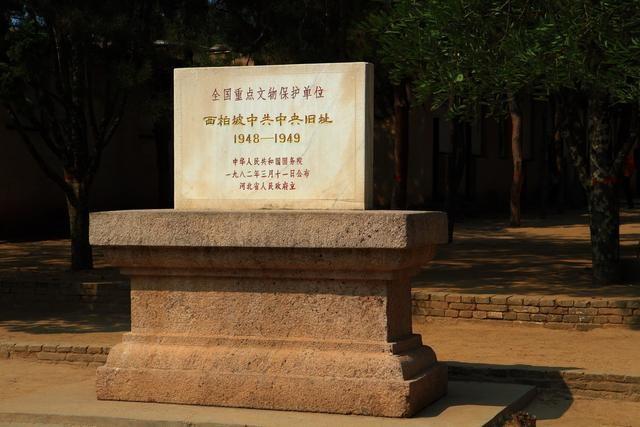 全国重点文物保护单位
西柏坡中共中央旧址
1948—1949
中华人民共和国国务院
一九八二年三月十一日公布
河北省人民政府立